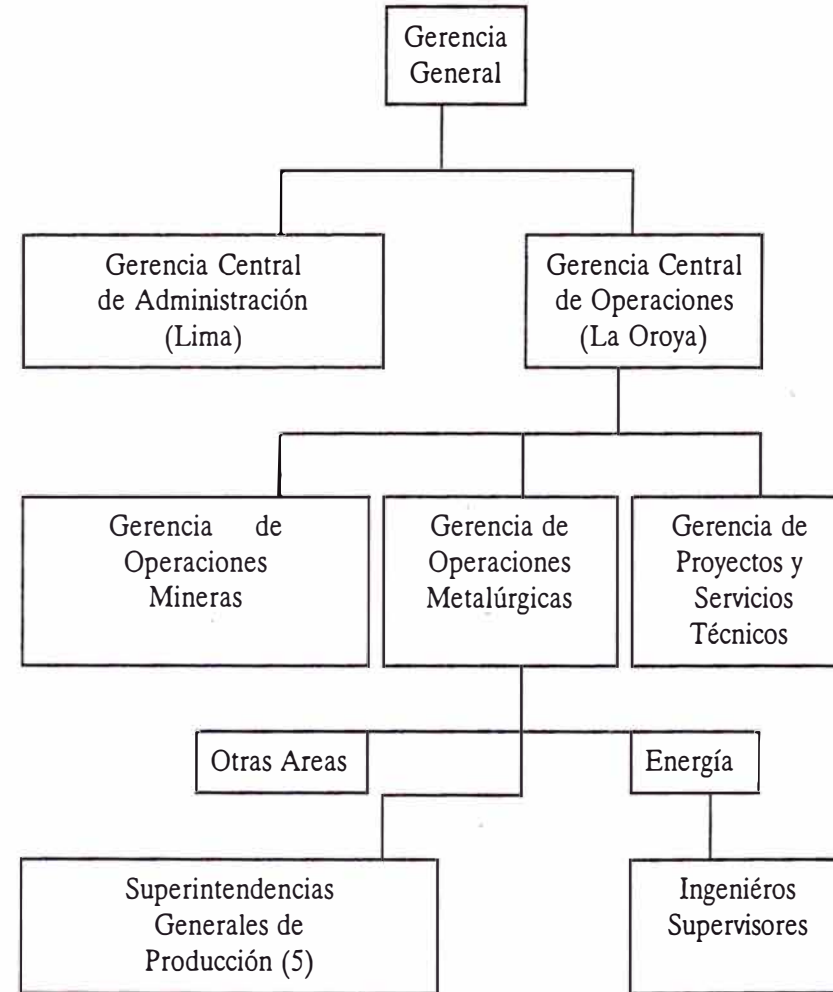 Gerencia
General
Gerencia Central
de Administración
(Lima)
Gerencia Central
de Operaciones
(La Oroya)
Gerencia de
Operaciones
Mineras
Gerencia de
Operaciones
Metalúrgicas
Gerencia de
Proyectos y
Servicios
Técnicos
Otras Areas
Energía
Superintendencias
Generales de
Producción (5)
Ingeniéros
Supervisores